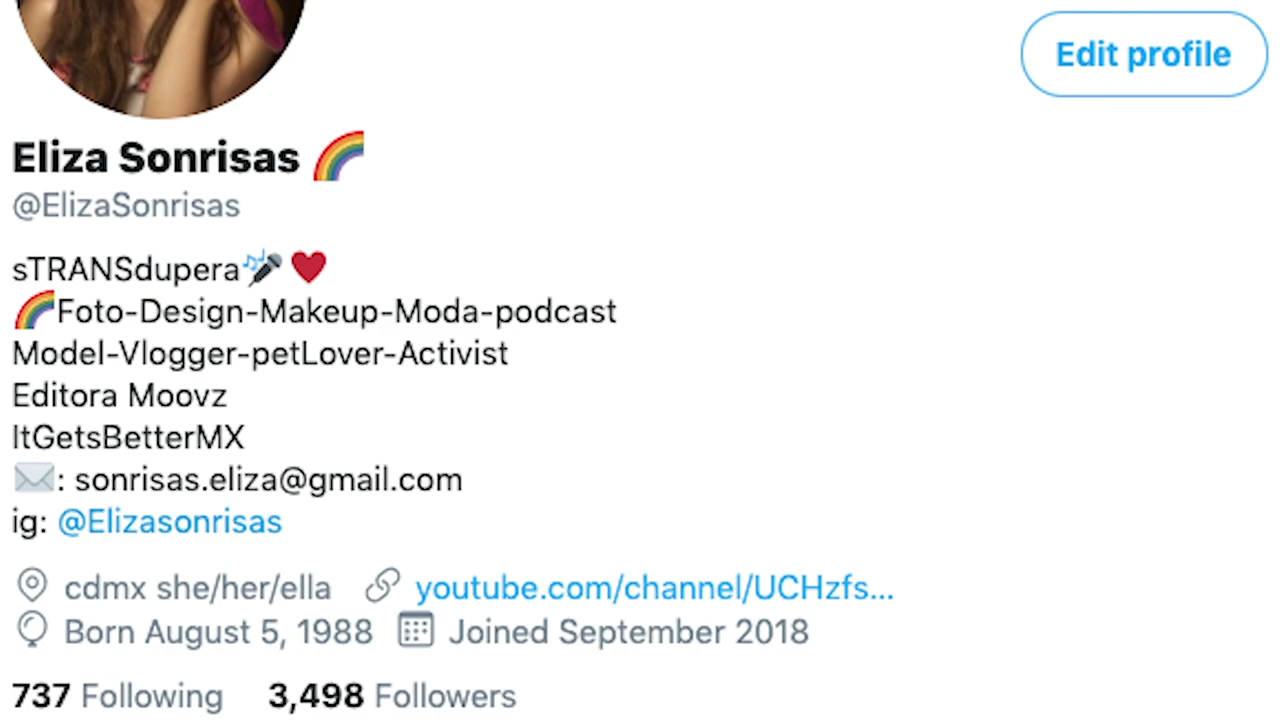 Edit profile
Eliza Sonrisas 🌈
@ElizaSonrisas
sTRANSdupera🎤❤️
🌈Foto-Design-Makeup-Moda-podcast
Model-Vlogger-petLover-Activist
Editora Moovz
ItGetsBetterMX
✉️: sonrisas.eliza@gmail.com
ig: @Elizasonrisas
cdmx she/her/ella youtube.com/channel/UCHzfs...
Born August 5, 1988 Joined September 2018
737 Following 3,498 Followers